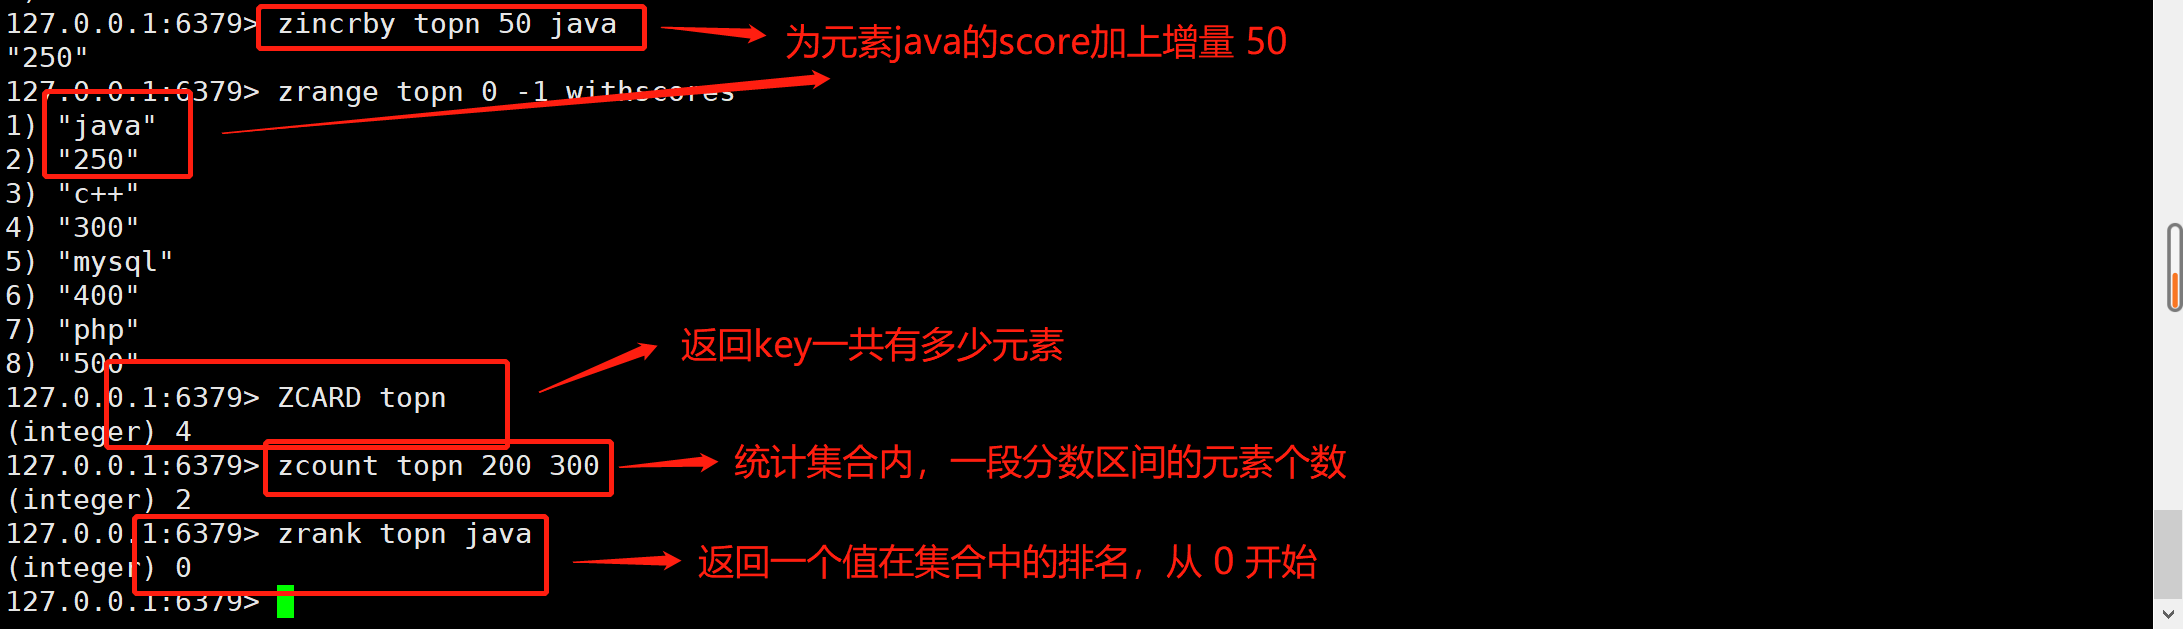 127.0.0.1:6379> zincrby topn 50 java
为元素java的score加上增量 50
"250"
127.0.0.1:6379> zrange topn 0 -1 withscores
1) "java"
2) "250"
3) "c++"
4) "300"
5) "mysql"
6) "400"
7) "php"
8) "500"
返回key一共有多少元素
127.0.0.1:6379> ZCARD topn
(integer) 4
127.0.0.1:6379> zcount topn 200 300
统计集合内，一段分数区间的元素个数
(integer) 2
127.0.0.1:6379> zrank topn java
(integer) 0
返回一个值在集合中的排名，从 0 开始
127.0.0.1:6379>